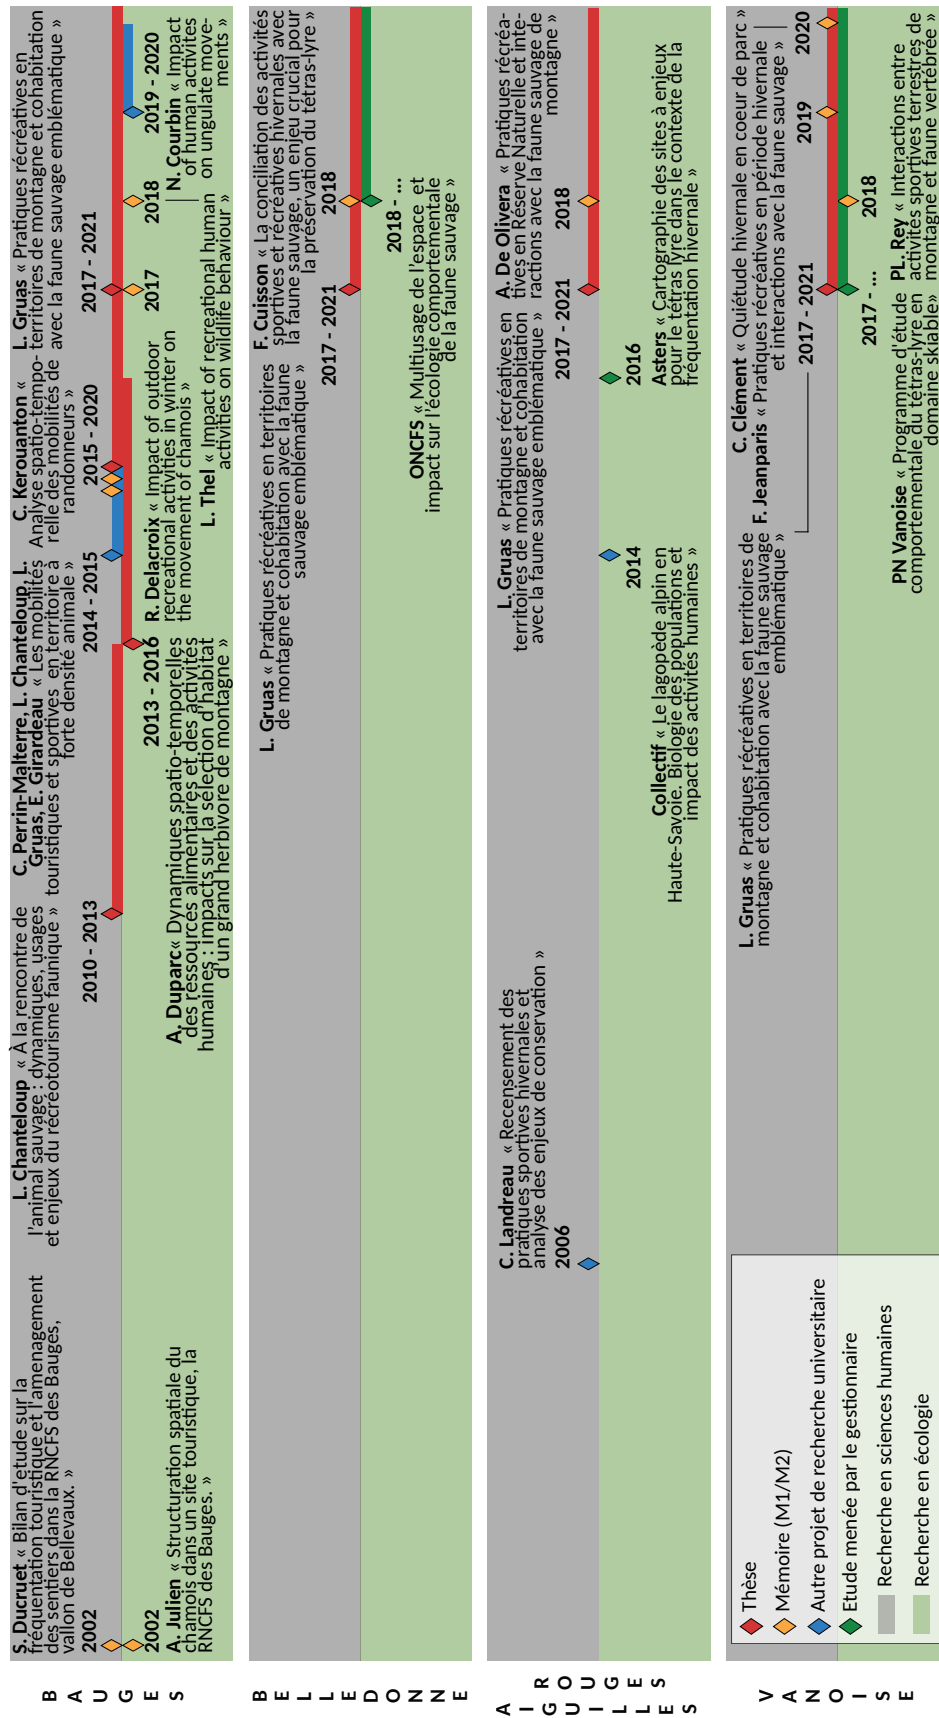 BAUGES
S. Ducruet « Bilan d'etude sur la
fréquentation touristique et l'amenagement
des sentiers dans la RNCFS des Bauges,
vallon de Bellevaux. »
2002
2002
A. Julien « Structuration spatiale du
chamois dans un site touristique, la
RNCFS des Bauges. »
L. Chanteloup « À la rencontre de
l'animal sauvage : dynamiques, usages
et enjeux du récréotourisme faunique »
2010 - 2013
A. Duparc« Dynamiques spatio-temporelles
des ressources alimentaires et des activités
humaines : impacts sur la sélection d'habitat
d'un grand herbivore de montagne »
2013 - 2016
C. Perrin-Malterre, L. Chanteloup, L.
Gruas, E. Girardeau « Les mobilités
touristiques et sportives en territoire à
forte densité animale »
2014 - 2015
R. Delacroix « Impact of outdoor
recreational activities in winter on
the movement of chamois »
C. Kerouanton «
Analyse spatio-tempo-
relle des mobilités de
randonneurs »
2015 - 2020
L. Thel « Impact of recreational human
activities on wildlife behaviour »
L. Gruas « Pratiques récréatives en
territoires de montagne et cohabitation
avec la faune sauvage emblématique »
2017 - 2021
2017
2018
2019 - 2020
N. Courbin « Impact
of human activites
on ungulate move-
ments »
BELLEDONNE
L. Gruas « Pratiques récréatives en territoires
de montagne et cohabitation avec la faune
sauvage emblématique »
2017 - 2021
F. Cuisson « La conciliation des activités
sportives et récréatives hivernales avec
la faune sauvage, un enjeu crucial pour
la préservation du tétras-lyre »
2018
2018 - ...
ONCFS « Multiusage de l'espace et
impact sur l'écologie comportementale
de la faune sauvage »
AIGUILLES
ROUGES
C. Landreau « Recensement des
pratiques sportives hivernales et
analyse des enjeux de conservation »
2006
L. Gruas « Pratiques récréatives en
territoires de montagne et cohabitation
avec la faune sauvage emblématique »
2017 - 2021
A. De Olivera « Pratiques récréa-
tives en Réserve Naturelle et inte-
ractions avec la faune sauvage de
montagne »
2018
2014
Collectif « Le lagopède alpin en
Haute-Savoie. Biologie des populations et
impact des activités humaines »
2016
Asters « Cartographie des sites à enjeux
pour le tétras lyre dans le contexte de la
fréquentation hivernale »
VANOISE
L. Gruas « Pratiques récréatives en territoires de
montagne et cohabitation avec la faune sauvage
emblématique »
2017 - 2021
C. Clément « Quiétude hivernale en coeur de parc »
F. Jeanparis « Pratiques récréatives en période hivernale
et interactions avec la faune sauvage »
2019
2020
2017 - ...
PN Vanoise « Programme d'étude
comportementale du tétras-lyre en
domaine skiable»
2018
PL. Rey « Interactions entre
activités sportives terrestres de
montagne et faune vertébrée »
Thèse
Mémoire (M1/M2)
Autre projet de recherche universitaire
Etude menée par le gestionnaire
Recherche en sciences humaines
Recherche en écologie